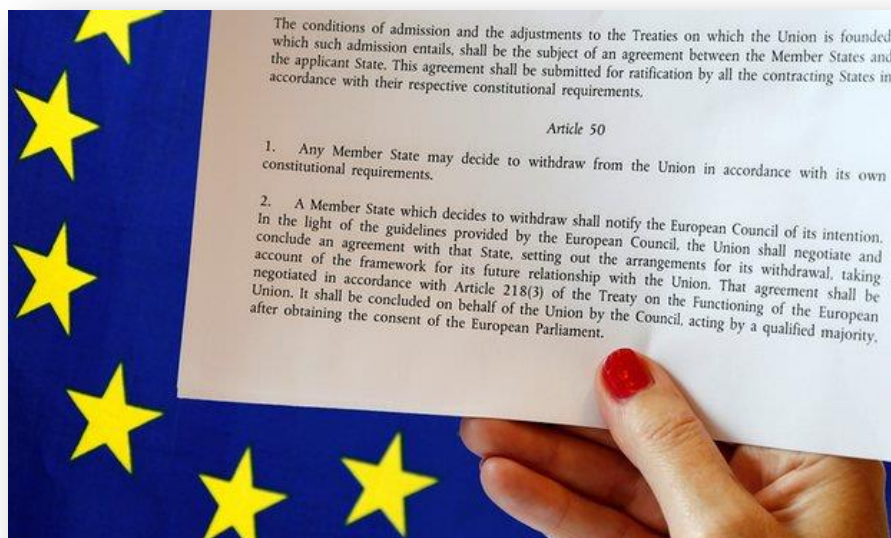 The conditions of admission and the adjustments to the Treaties on which the Union is founded
which such admission entails, shall be the subject of an agreement between the Member States and
the applicant State. This agreement shall be submitted for ratification by all the contracting States in
accordance with their respective constitutional requirements.
Article 50
1. Any Member State may decide to withdraw from the Union in accordance with its own
constitutional requirements.
2. A Member State which decides to withdraw shall notify the European Council of its intention.
In the light of the guidelines provided by the European Council, the Union shall negotiate and
conclude an agreement with that State, setting out the arrangements for its withdrawal, taking
account of the framework for its future relationship with the Union. That agreement shall be
negotiated in accordance with Article 218(3) of the Treaty on the Functioning of the European
Union. It shall be concluded on behalf of the Union by the Council, acting by a qualified majority,
after obtaining the consent of the European Parliament.